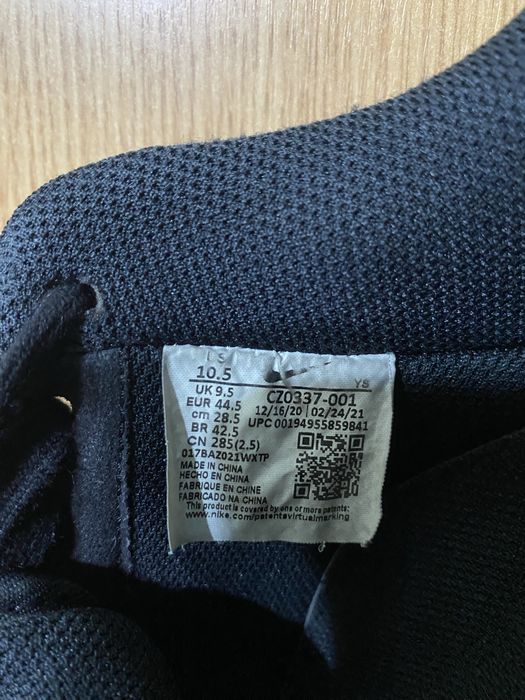 10.5 YS
UK 9.5 CZ0337-001
EUR 44.5 12/16/20 02/24/21
cm 28.5 UPC 00194955859841
BR 42.5
CN 285(2.5)
017BAZ021WXTP
MADE IN CHINA
HECHO EN CHINA
FABRIQUE EN CHINE
FABRICADO NA CHINA
This product is covered by one or more patents:
www.nike.com/patentsvirtualmarking